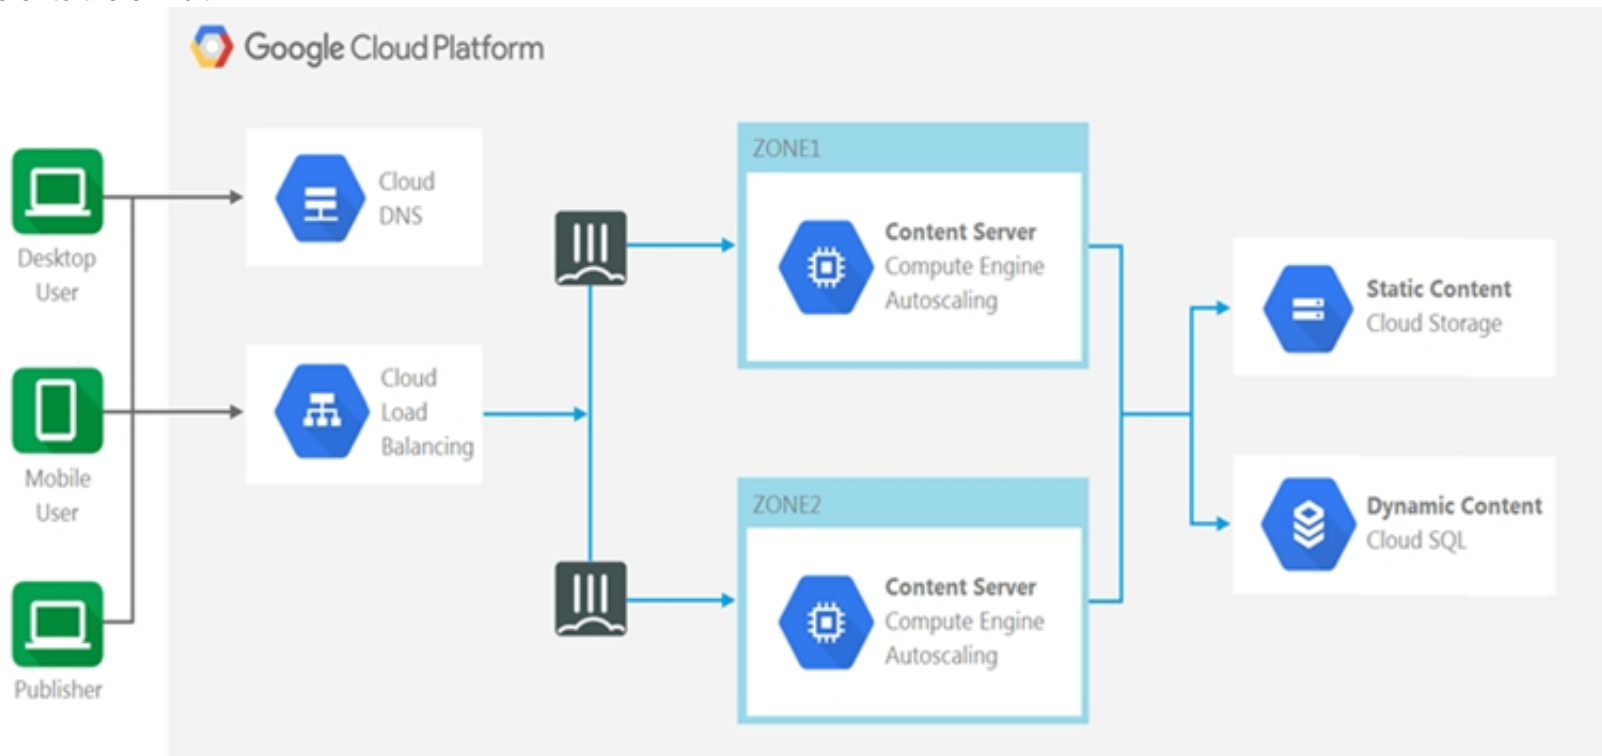 Google Cloud Platform
Desktop
User
Mobile
User
Publisher
Cloud
DNS
Cloud
Load
Balancing
ZONE1
Content Server
Compute Engine
Autoscaling
ZONE2
Content Server
Compute Engine
Autoscaling
Static Content
Cloud Storage
Dynamic Content
Cloud SQL